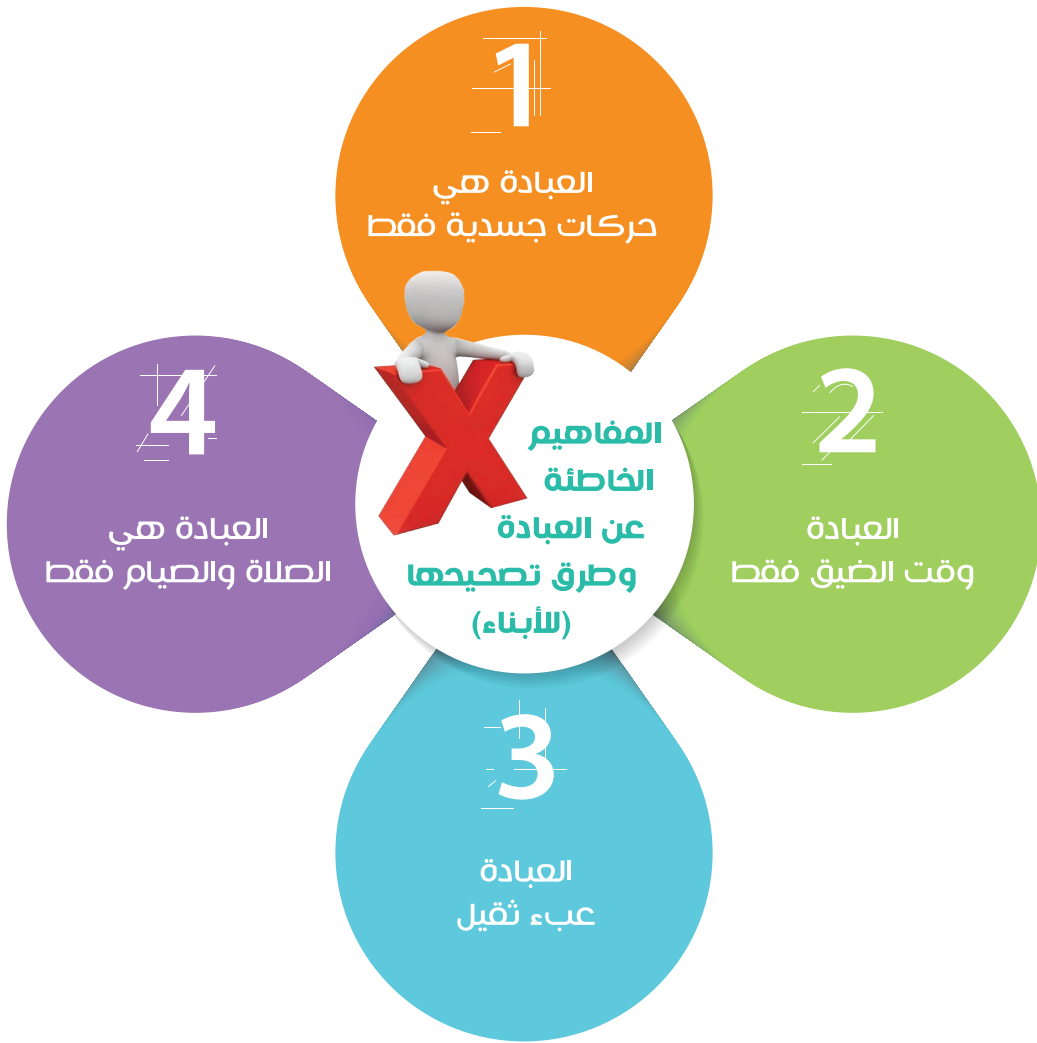 1
العبادة هي
حركات جسدية فقط
المفاهيم
الخاطئة
عن العبادة
وطرق تصحيحها
(للأبناء)
2
العبادة
وقت الضيق فقط
3
العبادة
عبء ثقيل
4
العبادة هي
الصلاة والصيام فقط